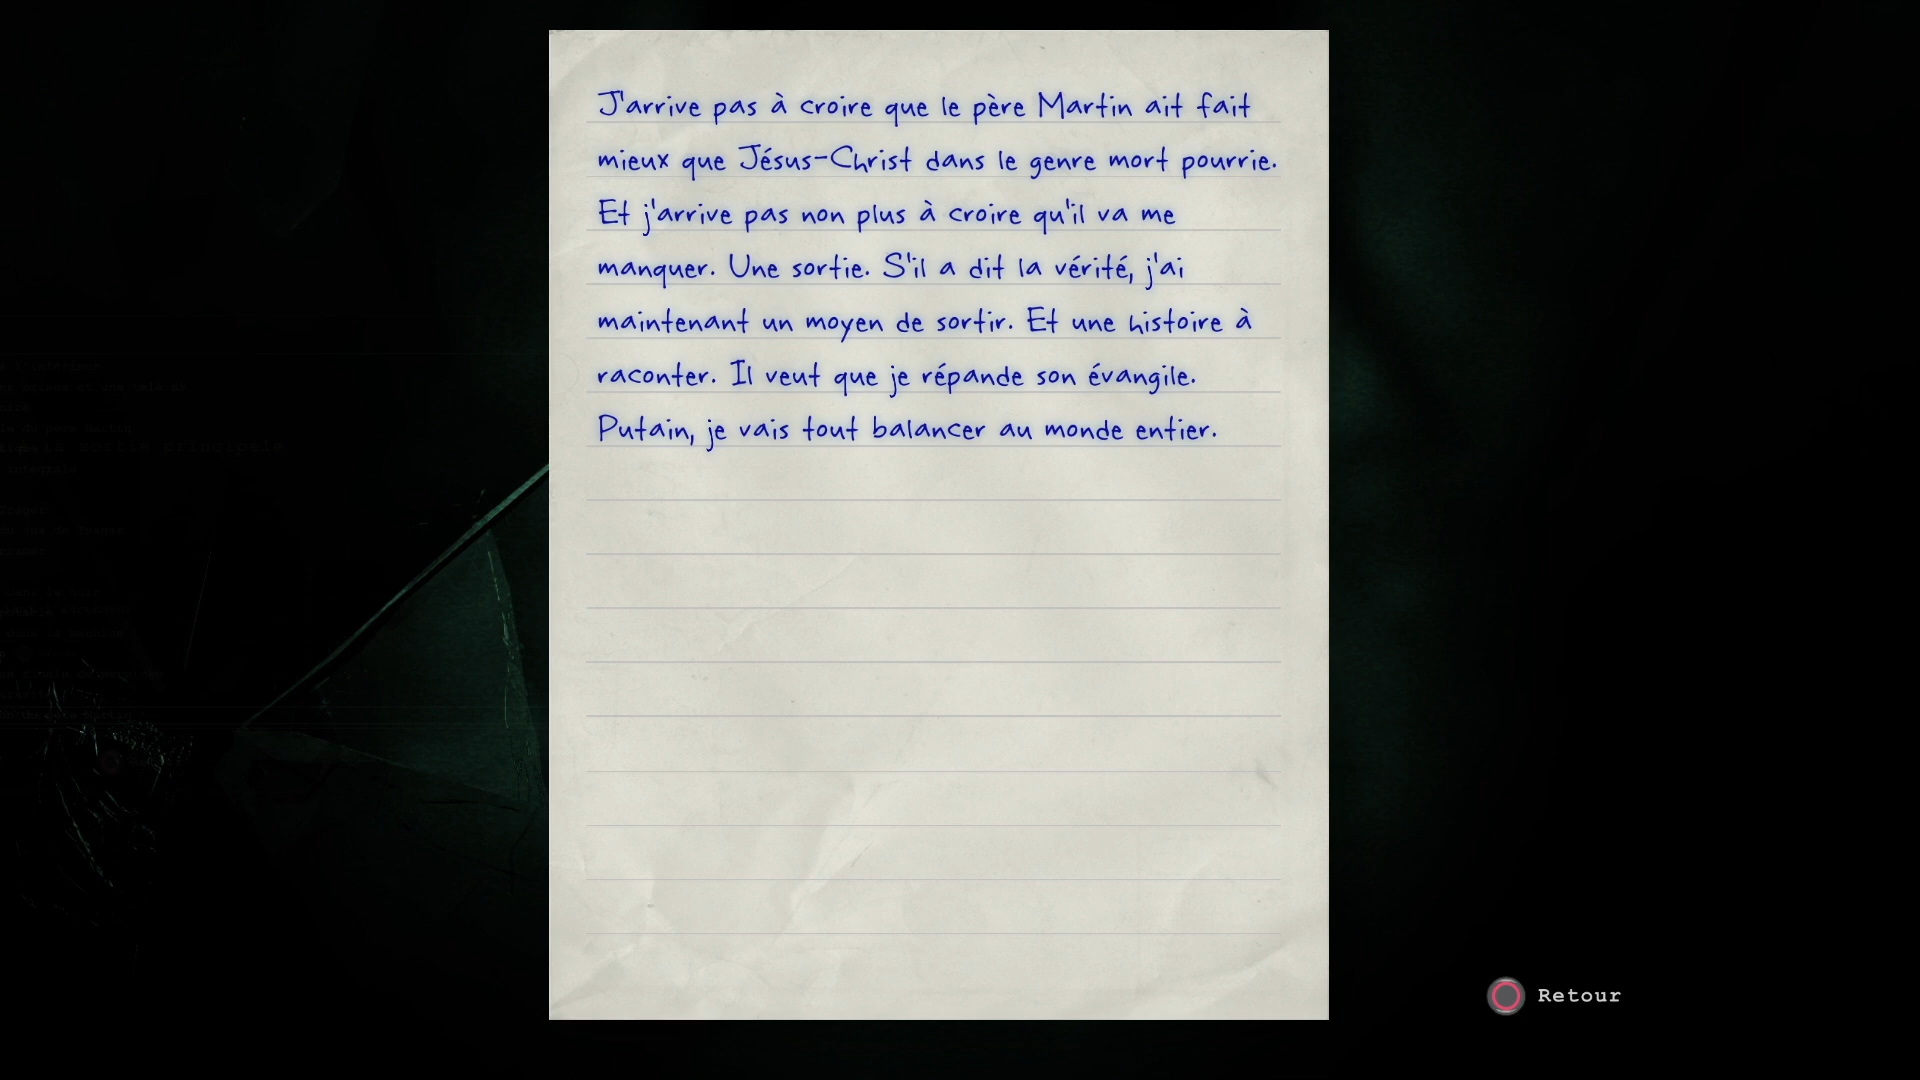 J'arrive pas à croire que le père Martin ait fait
mieux que Jésus-Christ dans le genre mort pourrie.
Et j'arrive pas non plus à croire qu'il va me
manquer. Une sortie. S'il a dit la vérité, j'ai
maintenant un moyen de sortir. Et une histoire à
raconter. Il veut que je répande son évangile.
Putain, je vais tout balancer au monde entier.
sortie principale
Retour